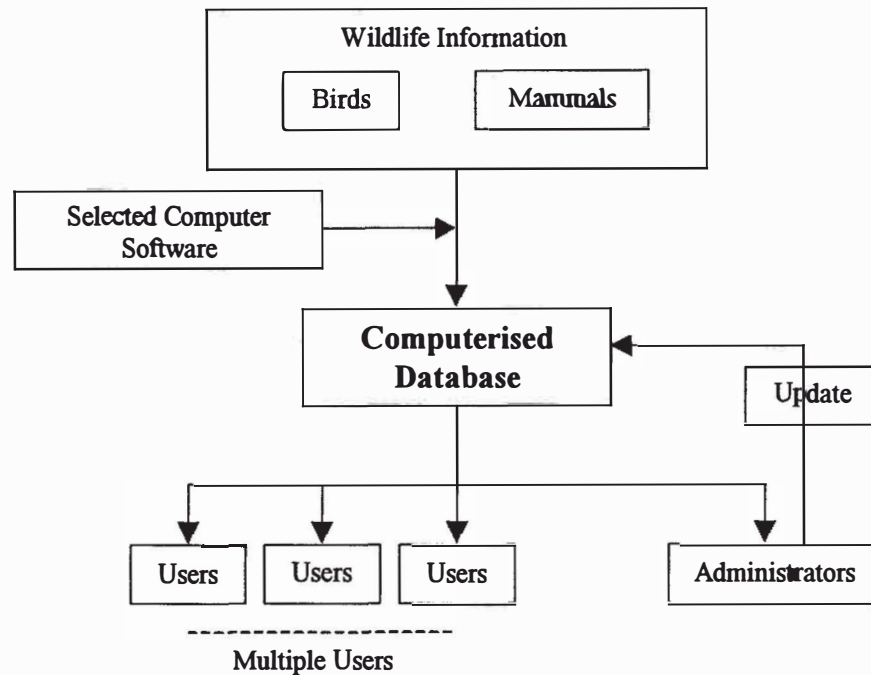 Wildlife Information
Birds
Mammals
Selected Computer
Software
Computerised
Database
Update
Users
Users
Users
Administrators
Multiple Users